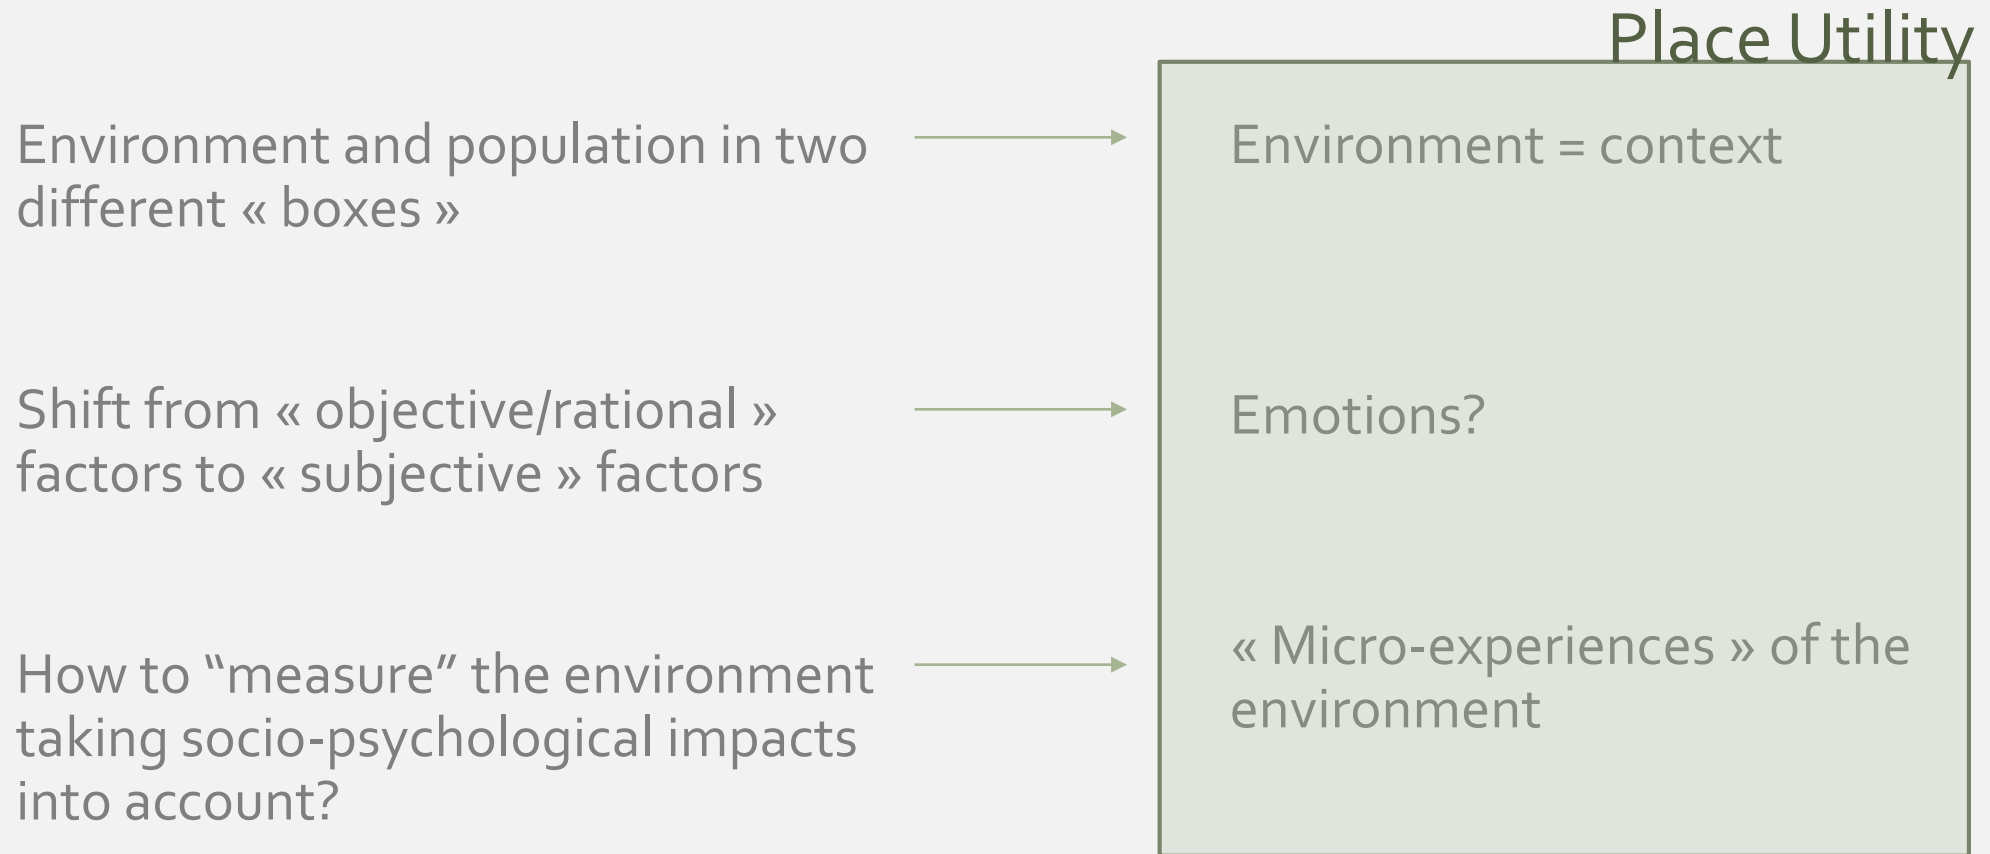 Place Utility
Environment and population in two
different « boxes »
Environment = context
Shift from « objective/rational »
factors to « subjective » factors
Emotions?
How to “measure” the environment
taking socio-psychological impacts
into account?
« Micro-experiences » of the
environment